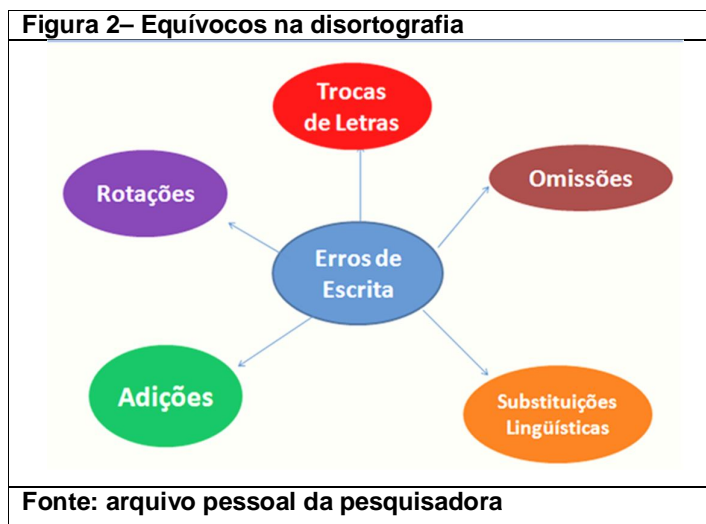 Figura 2– Equívocos na disortografia
Trocas
de Letras
Rotações
Omissões
Erros de
Escrita
Adições
Substituições
Lingüísticas
Fonte: arquivo pessoal da pesquisadora